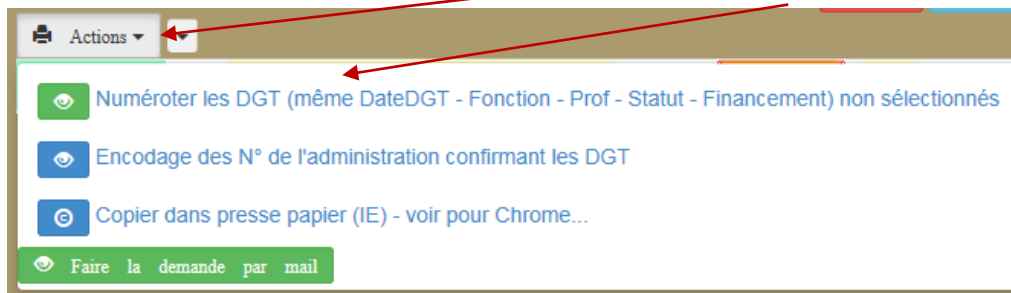 Actions
Numéroter les DGT (même DateDGT - Fonction - Prof - Statut - Financement) non sélectionnés
Encodage des N° de l'administration confirmant les DGT
Copier dans presse papier (IE) - voir pour Chrome...
Faire la demande par mail